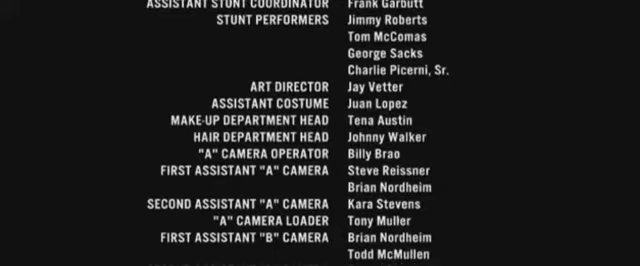 ASSISTANT STUNT COORDINATOR Frank Garbutt
STUNT PERFORMERS Jimmy Roberts
Tom McComas
George Sacks
Charlie Picerni, Sr.
ART DIRECTOR Jay Vetter
ASSISTANT COSTUME Juan Lopez
MAKE-UP DEPARTMENT HEAD Tena Austin
HAIR DEPARTMENT HEAD Johnny Walker
"A" CAMERA OPERATOR Billy Brao
FIRST ASSISTANT "A" CAMERA Steve Reissner
Brian Nordheim
SECOND ASSISTANT "A" CAMERA Kara Stevens
"A" CAMERA LOADER Tony Muller
FIRST ASSISTANT "B" CAMERA Brian Nordheim
Todd McMullen